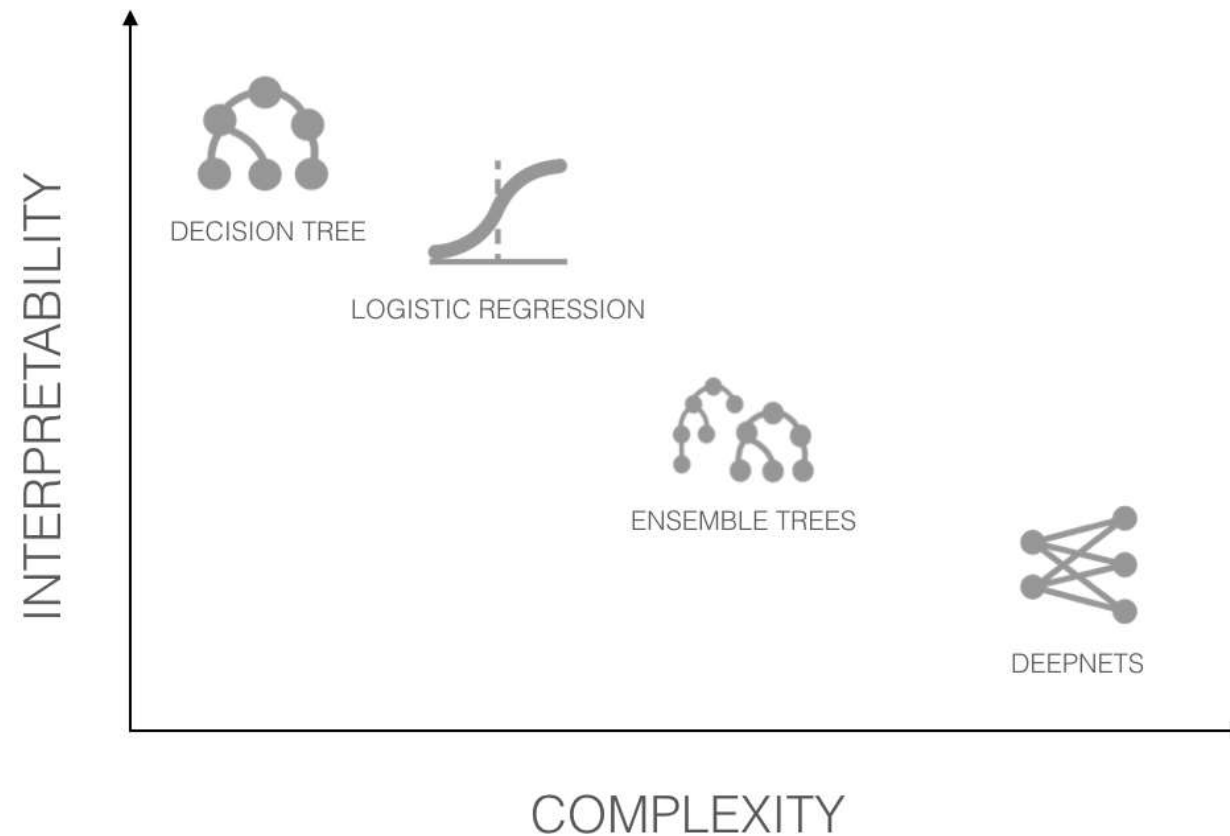 INTERPRETABILITY
DECISION TREE
LOGISTIC REGRESSION
ENSEMBLE TREES
DEEPNETS
COMPLEXITY